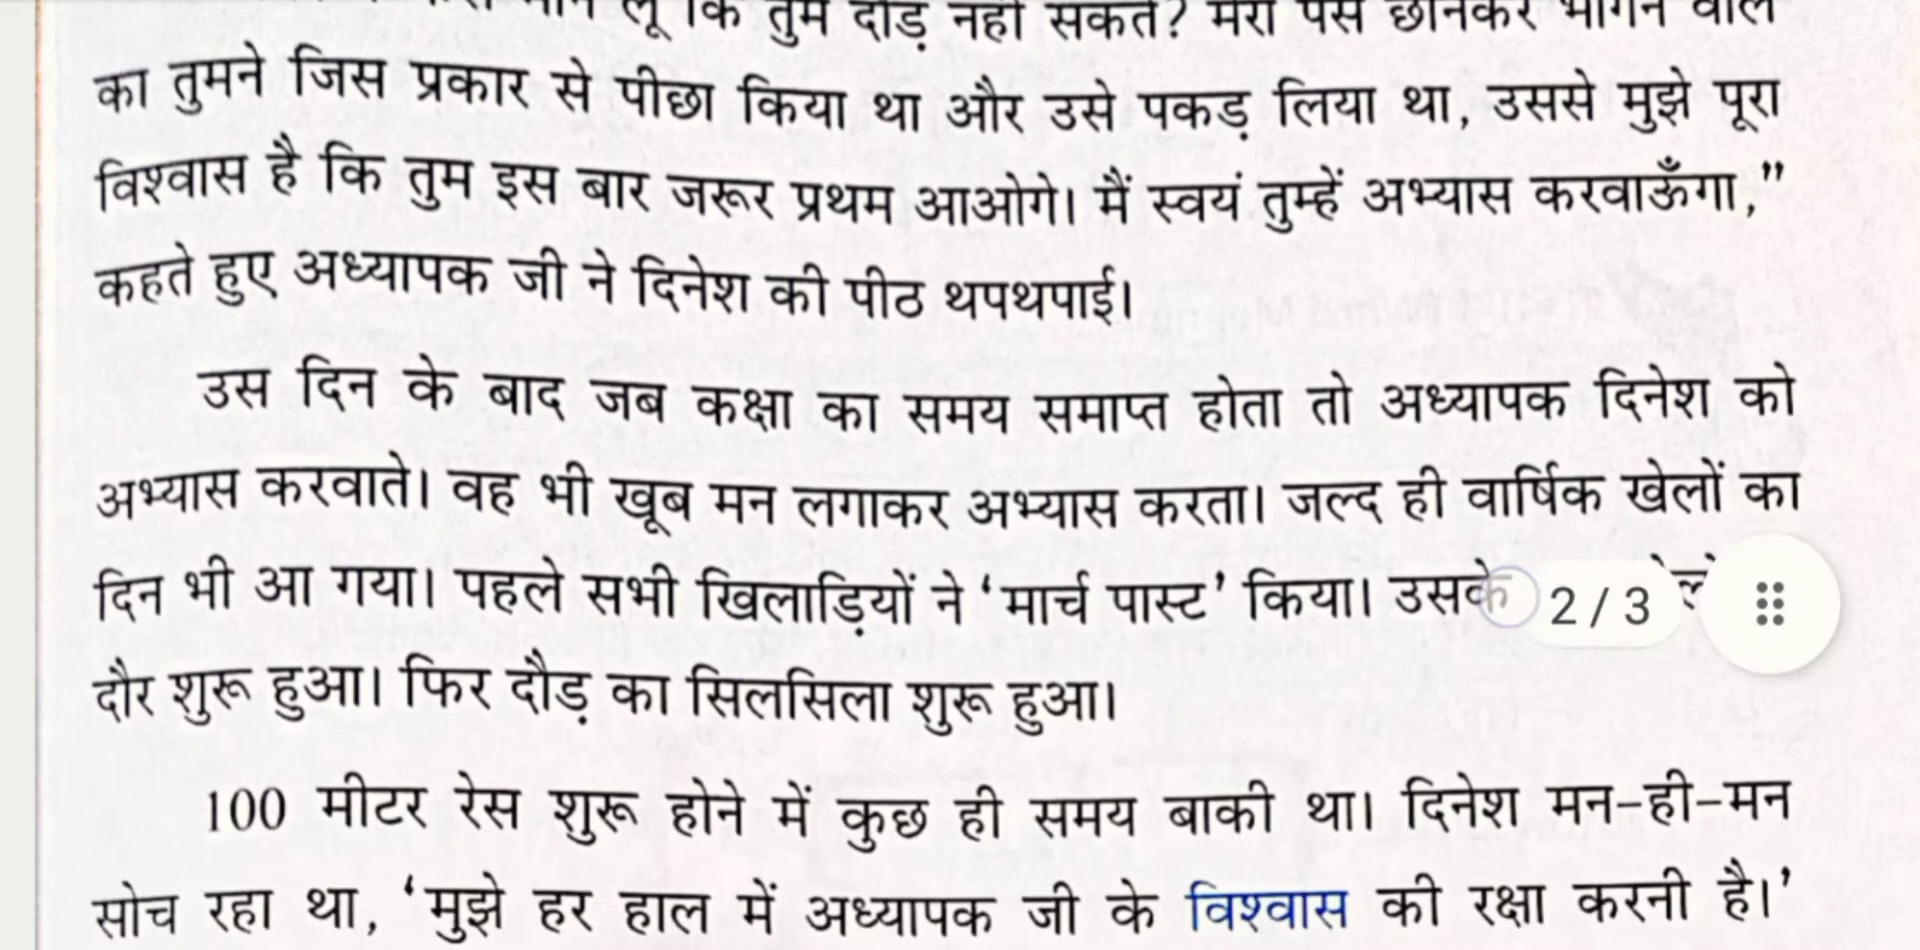 लूँ कि तुम दौड़ नहीं सकते? मेरा पर्स छीनकर भागने वाले
का तुमने जिस प्रकार से पीछा किया था और उसे पकड़ लिया था, उससे मुझे पूरा
विश्वास है कि तुम इस बार जरूर प्रथम आओगे। मैं स्वयं तुम्हें अभ्यास करवाऊँगा,”
कहते हुए अध्यापक जी ने दिनेश की पीठ थपथपाई।
उस दिन के बाद जब कक्षा का समय समाप्त होता तो अध्यापक दिनेश को
अभ्यास करवाते। वह भी खूब मन लगाकर अभ्यास करता। जल्द ही वार्षिक खेलों का
दिन भी आ गया। पहले सभी खिलाड़ियों ने ‘मार्च पास्ट’ किया। उसके 2 / 3
दौर शुरू हुआ। फिर दौड़ का सिलसिला शुरू हुआ।
100 मीटर रेस शुरू होने में कुछ ही समय बाकी था। दिनेश मन-ही-मन
सोच रहा था, ‘मुझे हर हाल में अध्यापक जी के विश्वास की रक्षा करनी है।’